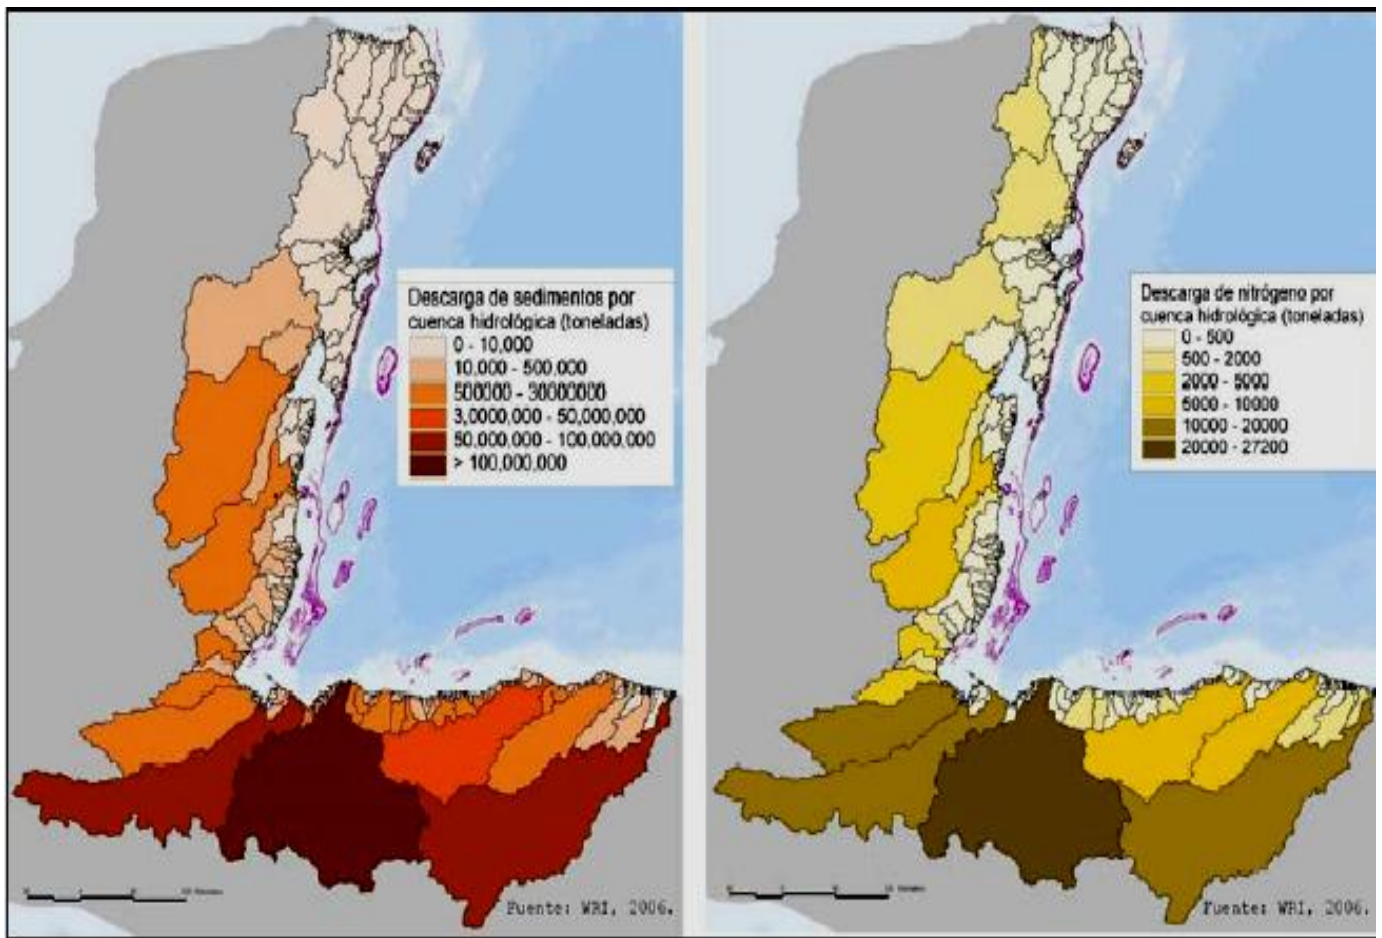 Descarga de sedimentos por
cuenca hidrológica (toneladas)
0 - 10,000
10,000 - 500,000
500000 - 30000000
3,0000,000 - 50,000,000
50,000,000 - 100,000,000
> 100,000,000
Fuente: WRI, 2006.
Descarga de nitrógeno por
cuenca hidrológica (toneladas)
0 - 500
500 - 2000
2000 - 5000
5000 - 10000
10000 - 20000
20000 - 27200
Fuente: WRI, 2006.